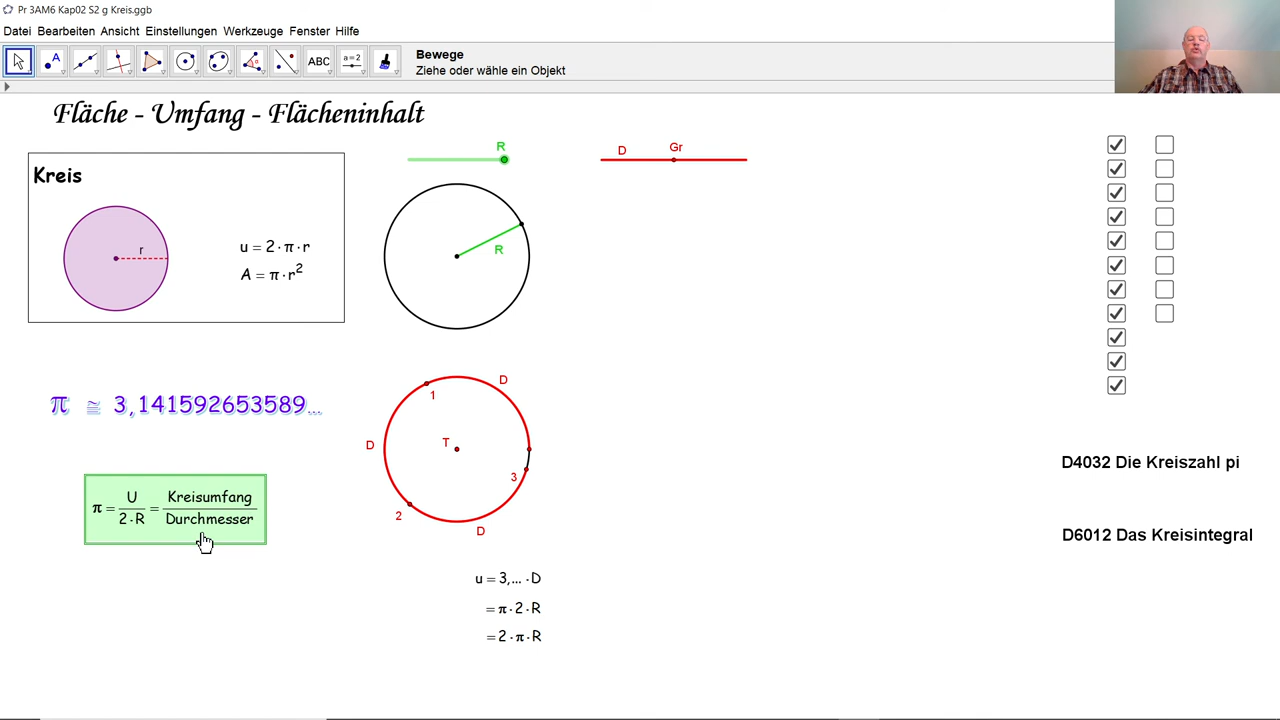 Pr 3AM6 Kap02 S2 g Kreis.ggb
Datei Bearbeiten Ansicht Einstellungen Werkzeuge Fenster Hilfe
A
ABC
a = 2
Bewege
Ziehe oder wähle ein Objekt
Fläche - Umfang - Flächeninhalt
Kreis
r
u = 2 · π · r
A = π · r²
R
D Gr
R
π ≅ 3,141592653589...
π = U / 2 · R = Kreisumfang / Durchmesser
D
1
D
T
3
2
D
u = 3,... · D
= π · 2 · R
= 2 · π · R
D4032 Die Kreiszahl pi
D6012 Das Kreisintegral